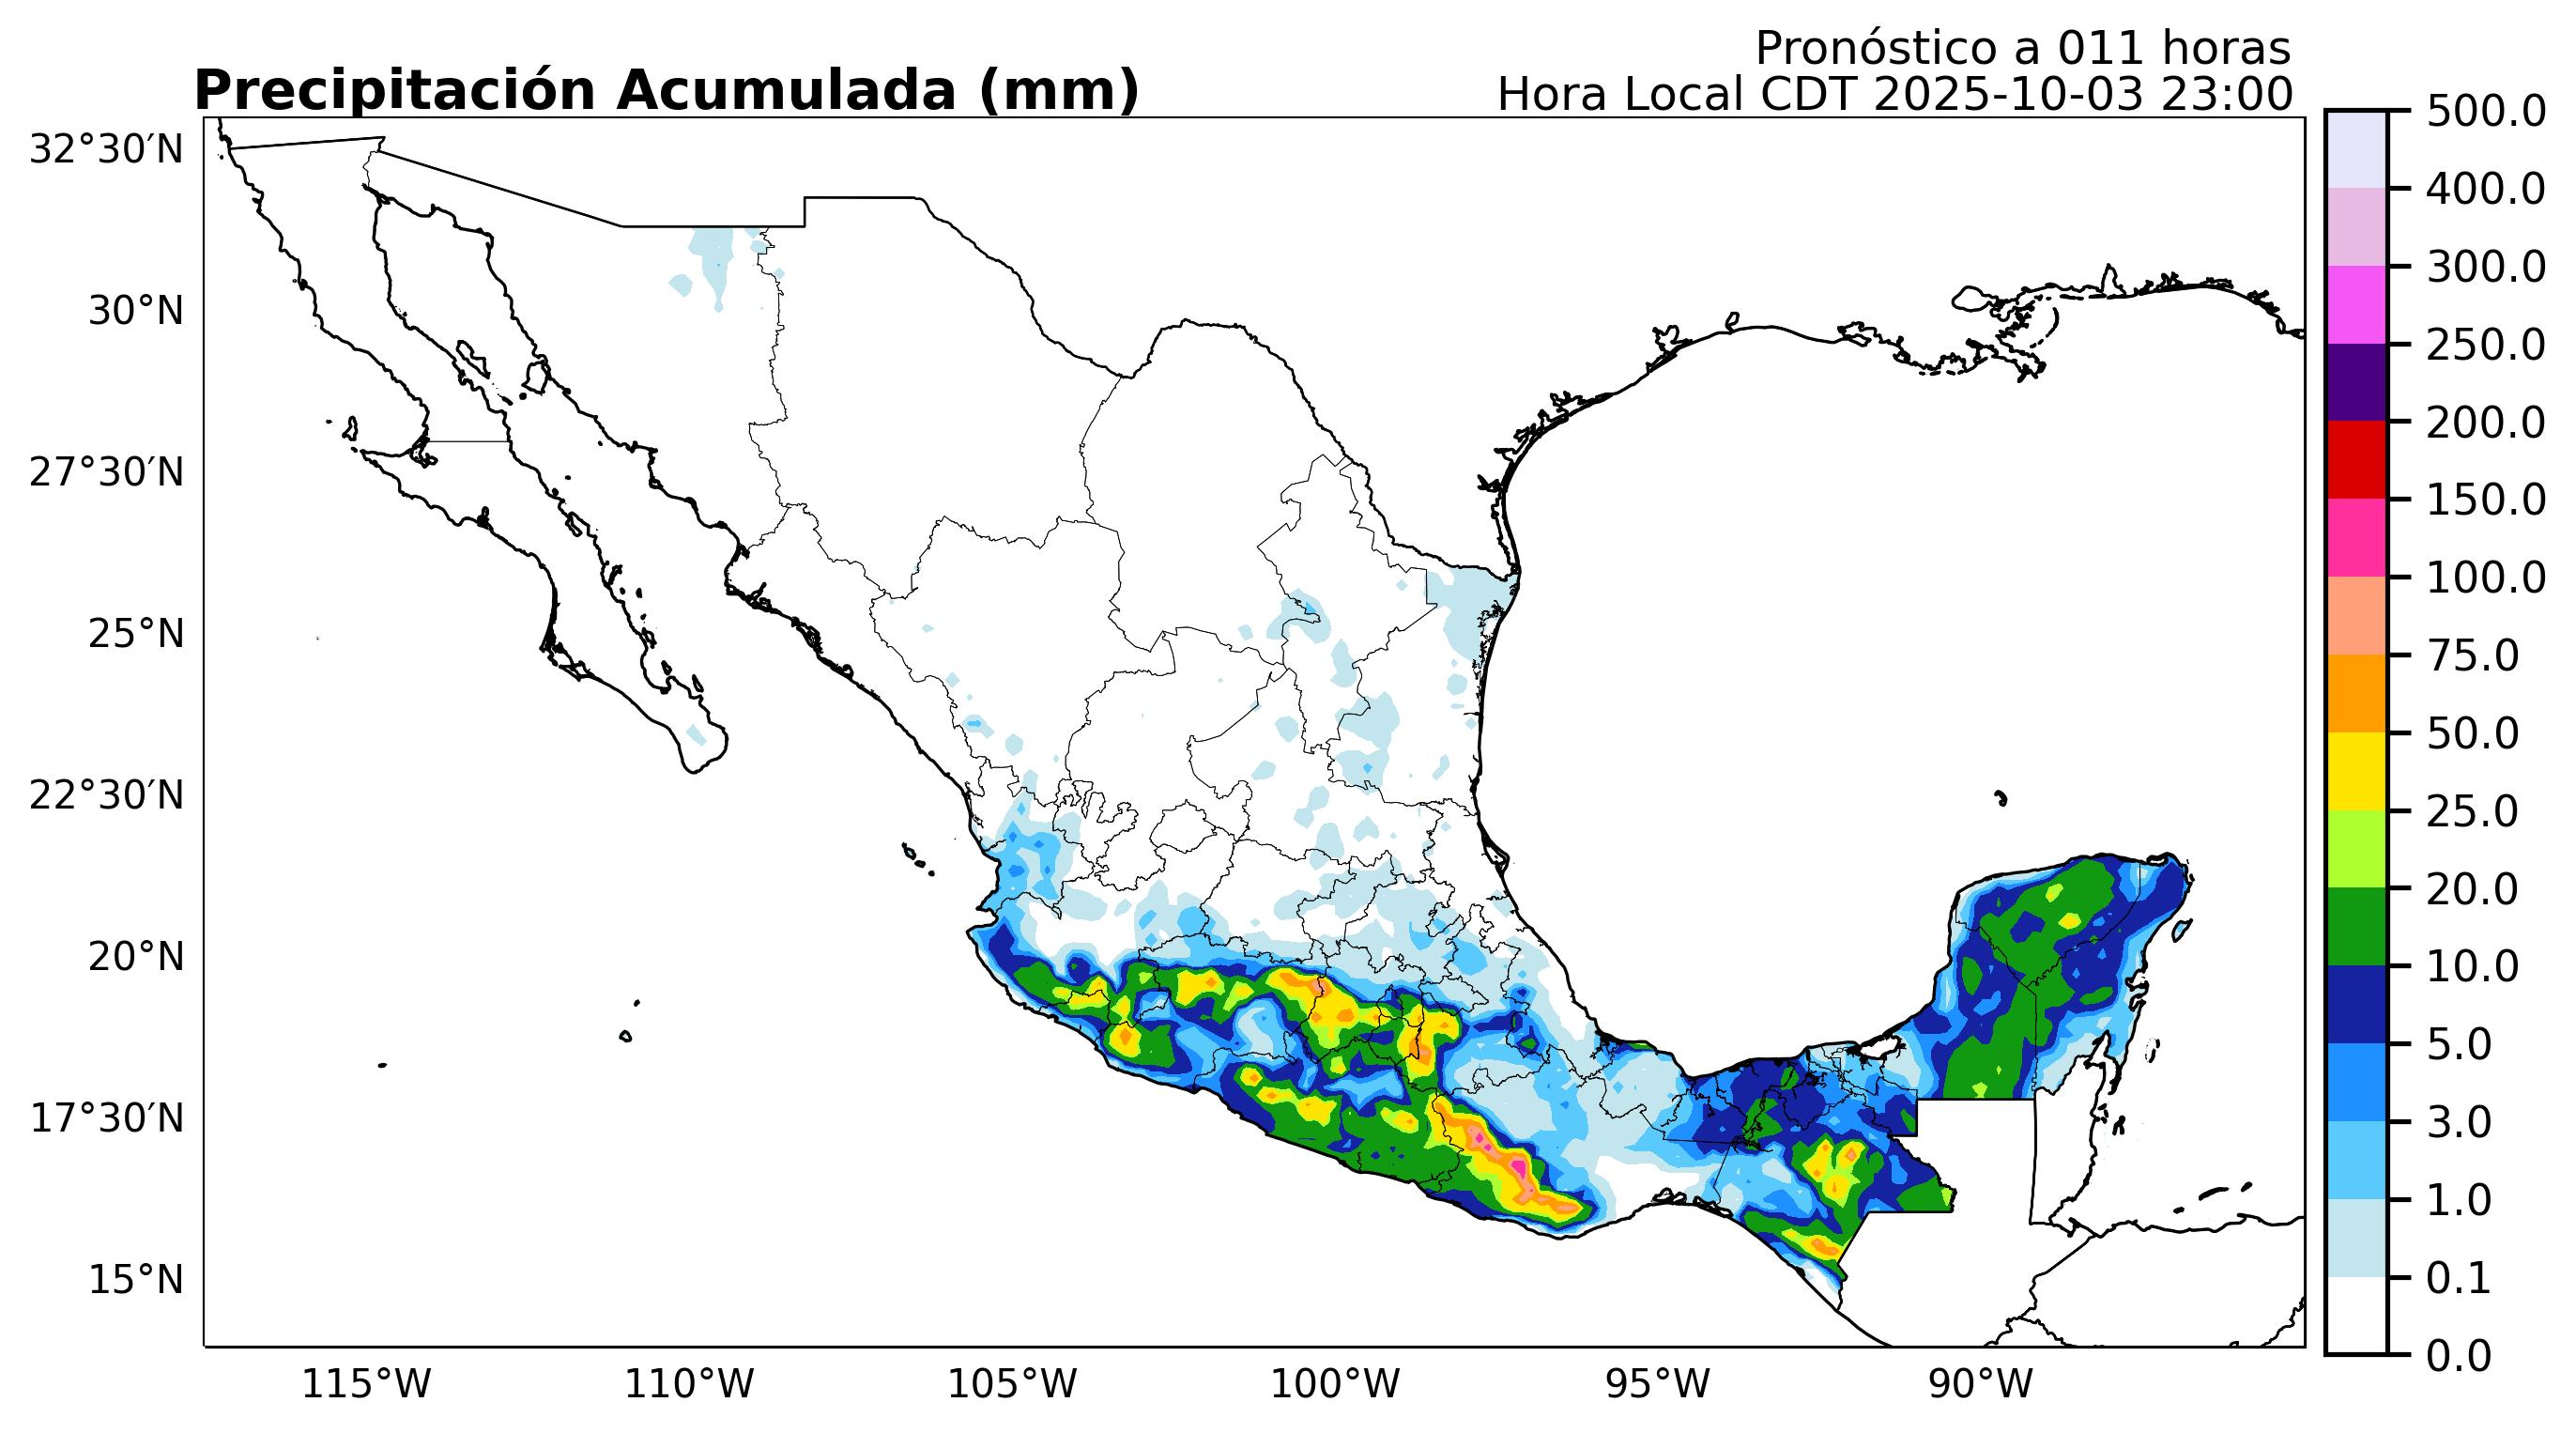 Pronóstico a 011 horas
Precipitación Acumulada (mm)
Hora Local CDT 2025-10-03 23:00
32°30′N
30°N
27°30′N
25°N
22°30′N
20°N
17°30′N
15°N
115°W
110°W
105°W
100°W
95°W
90°W
500.0
400.0
300.0
250.0
200.0
150.0
100.0
75.0
50.0
25.0
20.0
10.0
5.0
3.0
1.0
0.1
0.0